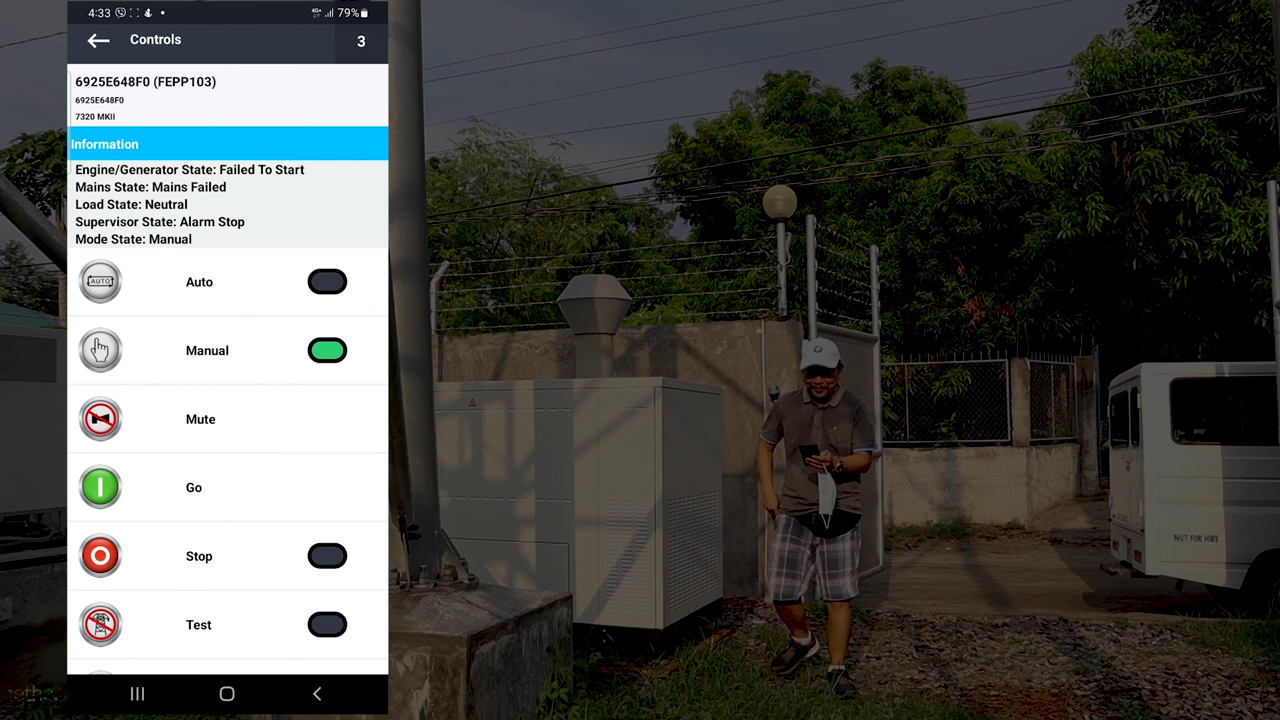 4:33
4G+
79%
Controls
3
6925E648F0 (FEPP103)
6925E648F0
7320 MKII
Information
Engine/Generator State: Failed To Start
Mains State: Mains Failed
Load State: Neutral
Supervisor State: Alarm Stop
Mode State: Manual
AUTO
Auto
Manual
Mute
Go
Stop
Test
NOT FOR HIRE